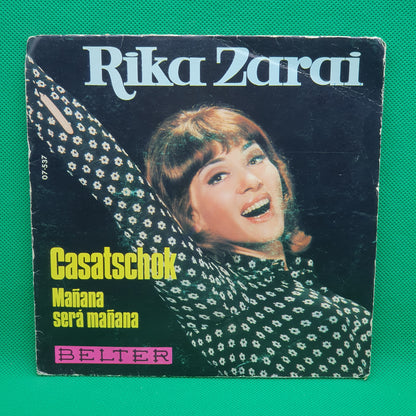 Rika Zarai
07-537
Casatschok
Mañana
será mañana
BELTER